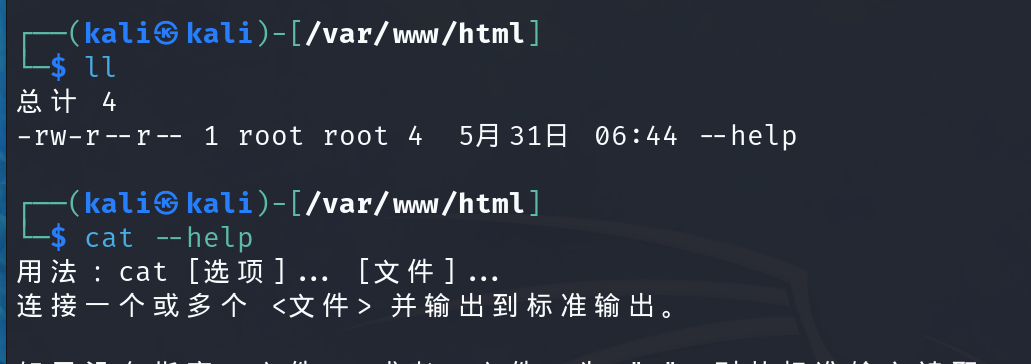 ┌──(kali㉿kali)-[/var/www/html]
└─$ ll
总计 4
-rw-r--r-- 1 root root 4  5月31日 06:44 --help
┌──(kali㉿kali)-[/var/www/html]
└─$ cat --help
用法：cat [选项]... [文件]...
连接一个或多个 <文件> 并输出到标准输出。